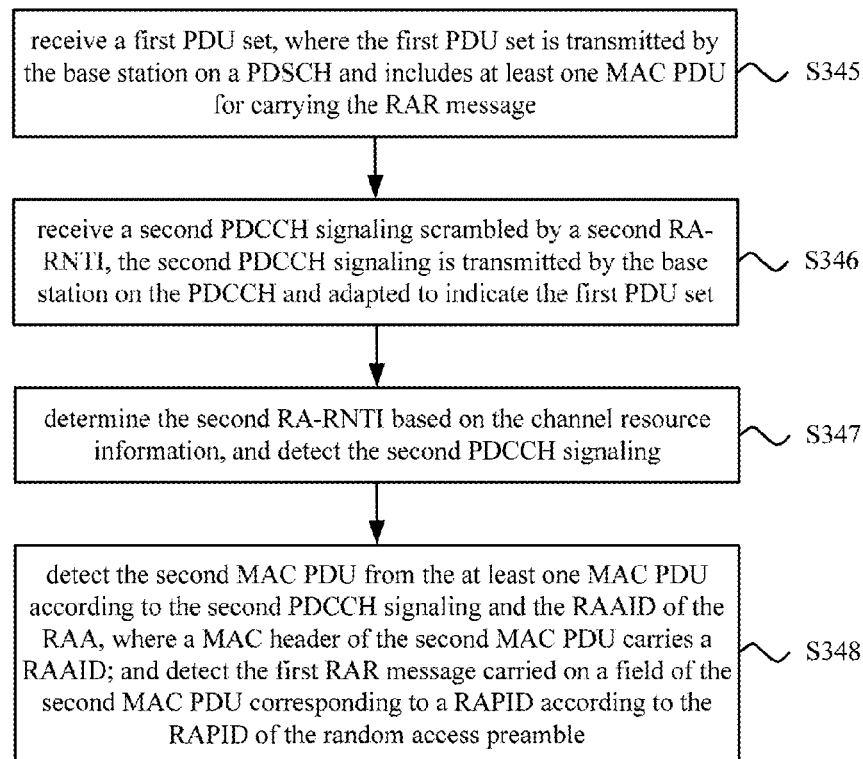 receive a first PDU set, where the first PDU set is transmitted by
the base station on a PDSCH and includes at least one MAC PDU
for carrying the RAR message
S345
receive a second PDCCH signaling scrambled by a second RA-
RNTI, the second PDCCH signaling is transmitted by the base
station on the PDCCH and adapted to indicate the first PDU set
S346
determine the second RA-RNTI based on the channel resource
information, and detect the second PDCCH signaling
S347
detect the second MAC PDU from the at least one MAC PDU
according to the second PDCCH signaling and the RAAID of the
RAA, where a MAC header of the second MAC PDU carries a
RAAID; and detect the first RAR message carried on a field of the
second MAC PDU corresponding to a RAPID according to the
RAPID of the random access preamble
S348